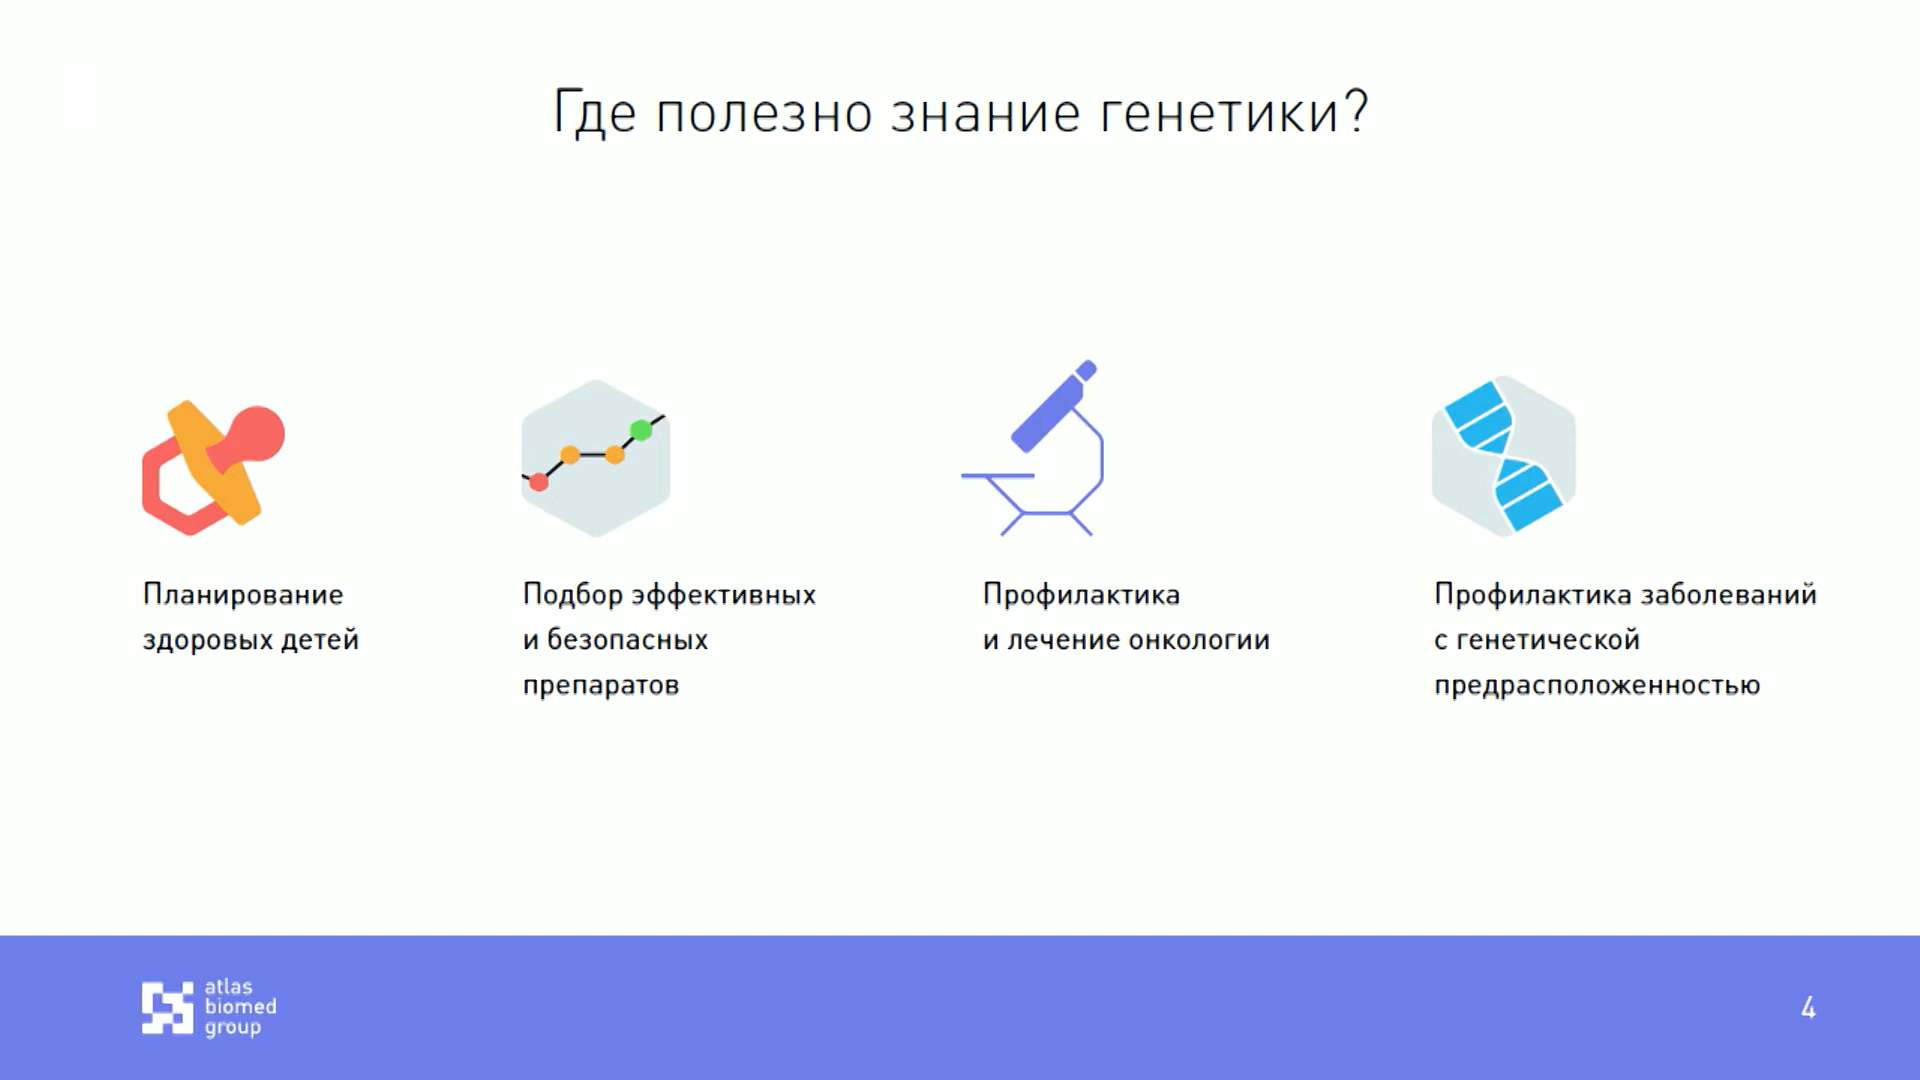 Где полезно знание генетики?
Планирование
здоровых детей
Подбор эффективных
и безопасных
препаратов
Профилактика
и лечение онкологии
Профилактика заболеваний
с генетической
предрасположенностью
atlas
biomed
group
4